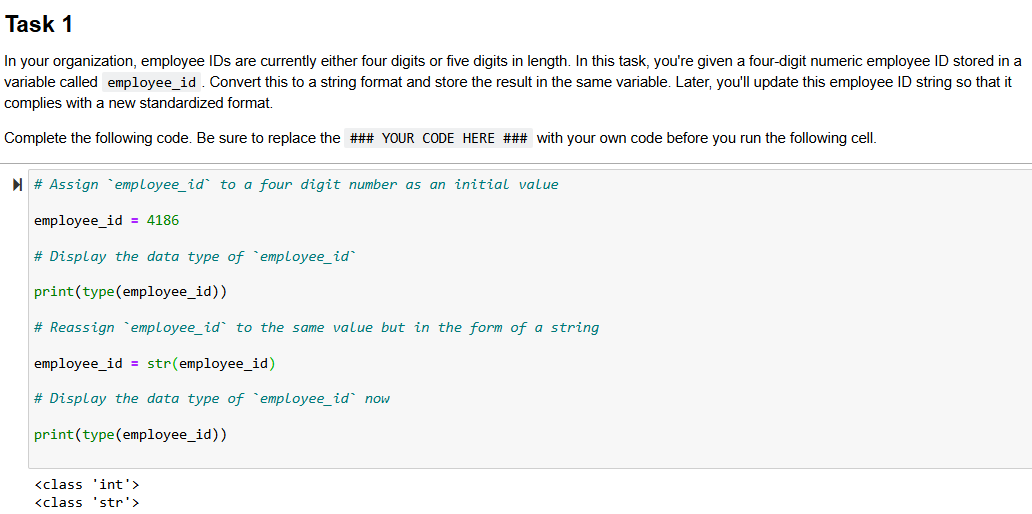 Task 1
In your organization, employee IDs are currently either four digits or five digits in length. In this task, you're given a four-digit numeric employee ID stored in a
variable called employee_id . Convert this to a string format and store the result in the same variable. Later, you'll update this employee ID string so that it
complies with a new standardized format.
Complete the following code. Be sure to replace the ### YOUR CODE HERE ### with your own code before you run the following cell.
# Assign `employee_id` to a four digit number as an initial value
employee_id = 4186
# Display the data type of `employee_id`
print(type(employee_id))
# Reassign `employee_id` to the same value but in the form of a string
employee_id = str(employee_id)
# Display the data type of `employee_id` now
print(type(employee_id))
<class 'int'>
<class 'str'>